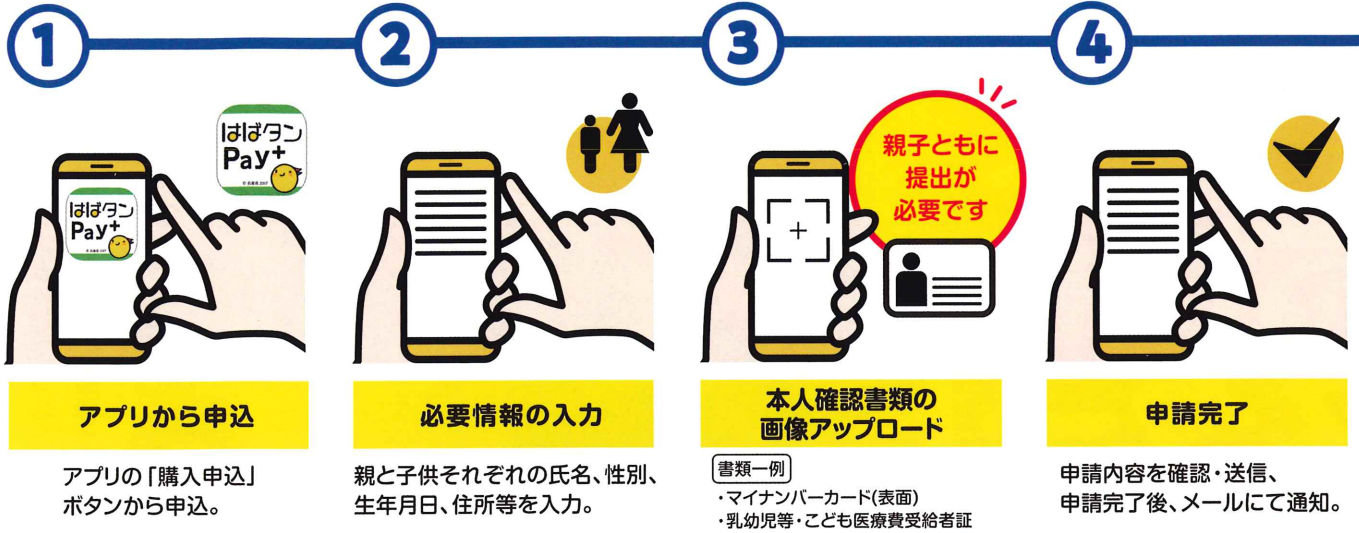 1
2
3
4
はばタン
Pay+
はばタン
Pay+
親子ともに
提出が
必要です
アプリから申込
必要情報の入力
本人確認書類の
画像アップロード
申請完了
アプリの「購入申込」
ボタンから申込。
親と子供それぞれの氏名、性別、
生年月日、住所等を入力。
書類一例
・マイナンバーカード(表面)
・乳幼児等・こども医療費受給者証
申請内容を確認・送信、
申請完了後、メールにて通知。